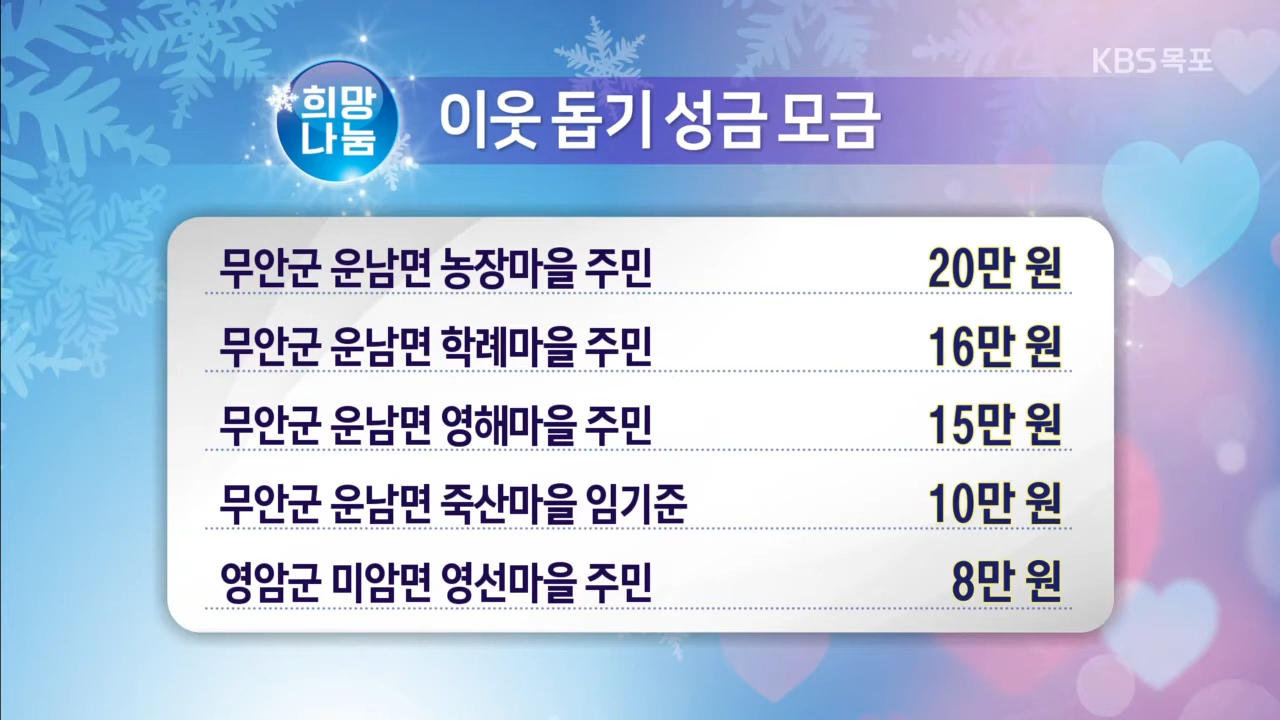 KBS목포
희망
나눔
이웃 돕기 성금 모금
무안군 운남면 농장마을 주민 20만 원
무안군 운남면 학례마을 주민 16만 원
무안군 운남면 영해마을 주민 15만 원
무안군 운남면 죽산마을 임기준 10만 원
영암군 미암면 영선마을 주민 8만 원